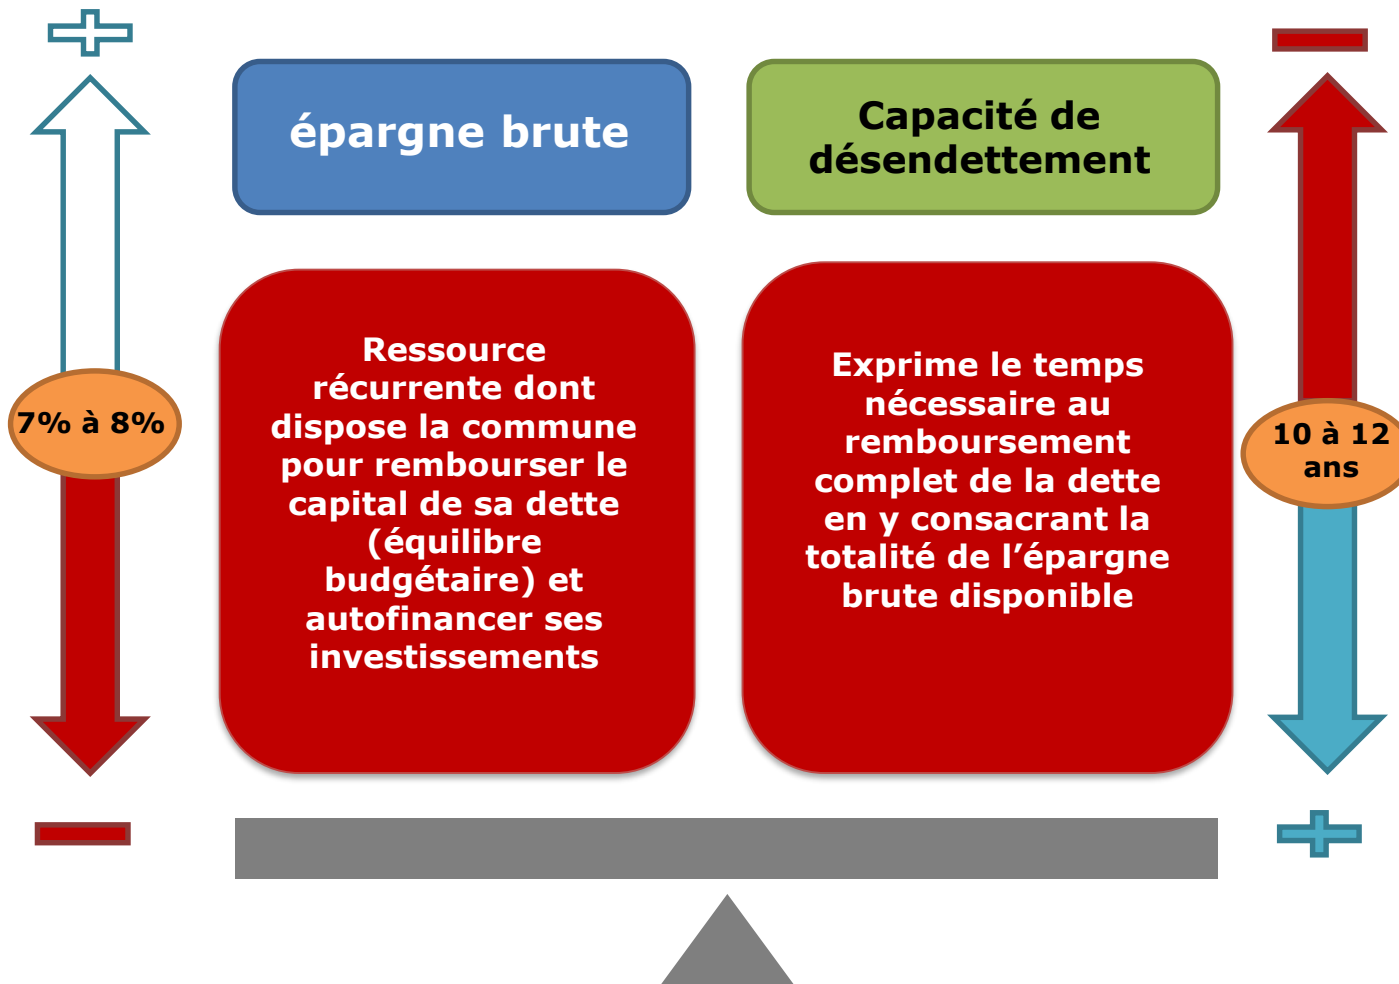 épargne brute
Capacité de
désendettement
7% à 8%
Ressource
récurrente dont
dispose la commune
pour rembourser le
capital de sa dette
(équilibre
budgétaire) et
autofinancer ses
investissements
Exprime le temps
nécessaire au
remboursement
complet de la dette
en y consacrant la
totalité de l’épargne
brute disponible
10 à 12
ans